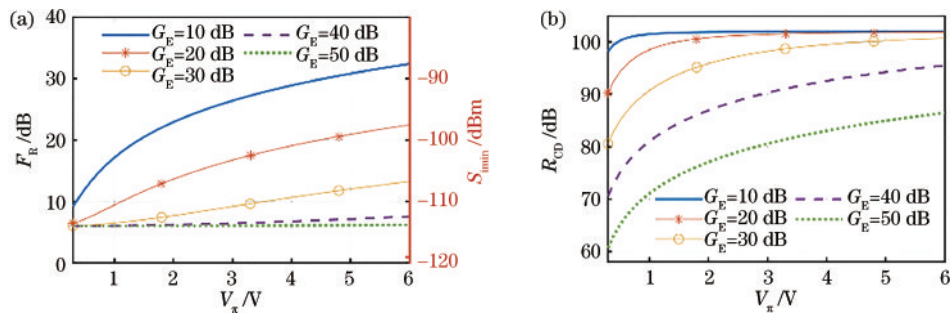 (a)
40
30
20
10
0
F_R /dB
G_E=10 dB
G_E=20 dB
G_E=30 dB
G_E=40 dB
G_E=50 dB
−88
−100
−112
−124
S_imin /dBm
1
2
3
4
5
6
V_π /V
(b)
100
90
80
70
60
R_CD /dB
G_E=10 dB
G_E=20 dB
G_E=30 dB
G_E=40 dB
G_E=50 dB
1
2
3
4
5
6
V_π /V